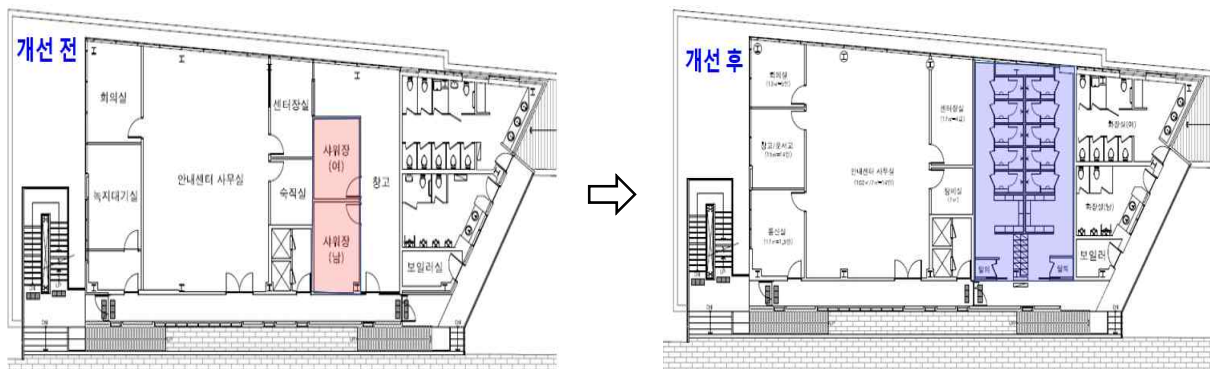 개선 전
회의실
센터장실
샤워장
(여)
녹지대기실
안내센터 사무실
숙직실
창고
샤워장
(남)
보일러실
개선 후
회의실
센터장실
화장실(여)
창고/문서고
안내센터 사무실
탕비실
화장실(남)
통신실
탈의
탈의
보일러